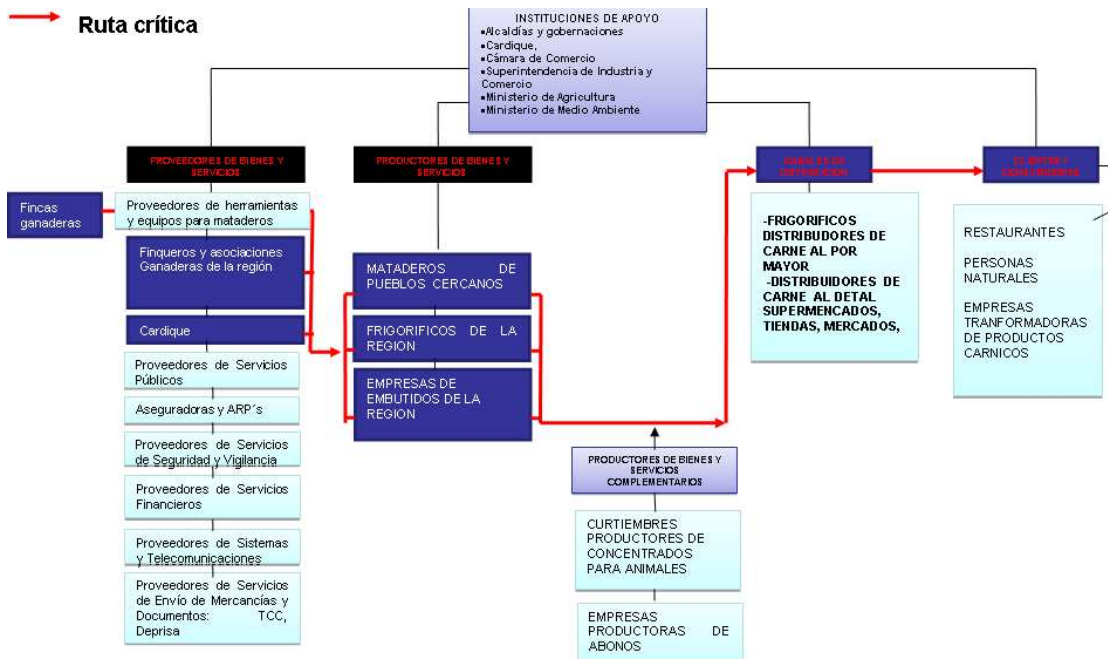 Ruta crítica
INSTITUCIONES DE APOYO
▪Alcaldías y gobernaciones
▪Cardique,
▪Cámara de Comercio
▪Superintendencia de Industria y
Comercio
▪Ministerio de Agricultura
▪Ministerio de Medio Ambiente
PROVEEDORES DE BIENES Y
SERVICIOS
Fincas
ganaderas
Proveedores de herramientas
y equipos para mataderos
Finqueros y asociaciones
Ganaderas de la región
Cardique
Proveedores de Servicios
Públicos
Aseguradoras y ARP´s
Proveedores de Servicios
de Seguridad y Vigilancia
Proveedores de Servicios
Financieros
Proveedores de Sistemas
y Telecomunicaciones
Proveedores de Servicios
de Envío de Mercancías y
Documentos: TCC,
Deprisa
PRODUCTORES DE BIENES Y
SERVICIOS
MATADEROS DE
PUEBLOS CERCANOS
FRIGORIFICOS DE LA
REGION
EMPRESAS DE
EMBUTIDOS DE LA
REGION
PRODUCTORES DE BIENES Y
SERVICIOS
COMPLEMENTARIOS
CURTIEMBRES
PRODUCTORES DE
CONCENTRADOS
PARA ANIMALES
EMPRESAS
PRODUCTORAS DE
ABONOS
CANALES DE
DISTRIBUCIÓN
-FRIGORIFICOS
DISTRIBUDORES DE
CARNE AL POR
MAYOR
-DISTRIBUIDORES DE
CARNE AL DETAL
SUPERMENCADOS,
TIENDAS, MERCADOS,
CLIENTES Y
CONSUMIDORES
RESTAURANTES
PERSONAS
NATURALES
EMPRESAS
TRANFORMADORAS
DE PRODUCTOS
CARNICOS